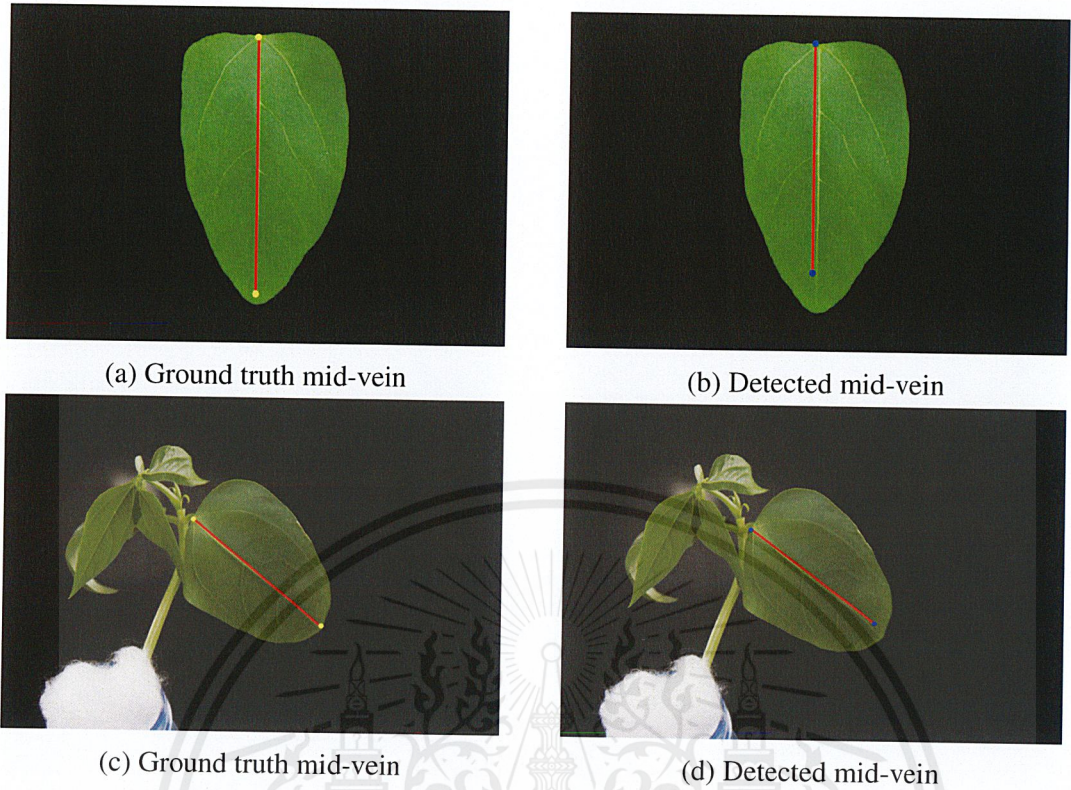 (a) Ground truth mid-vein
(b) Detected mid-vein
(c) Ground truth mid-vein
(d) Detected mid-vein